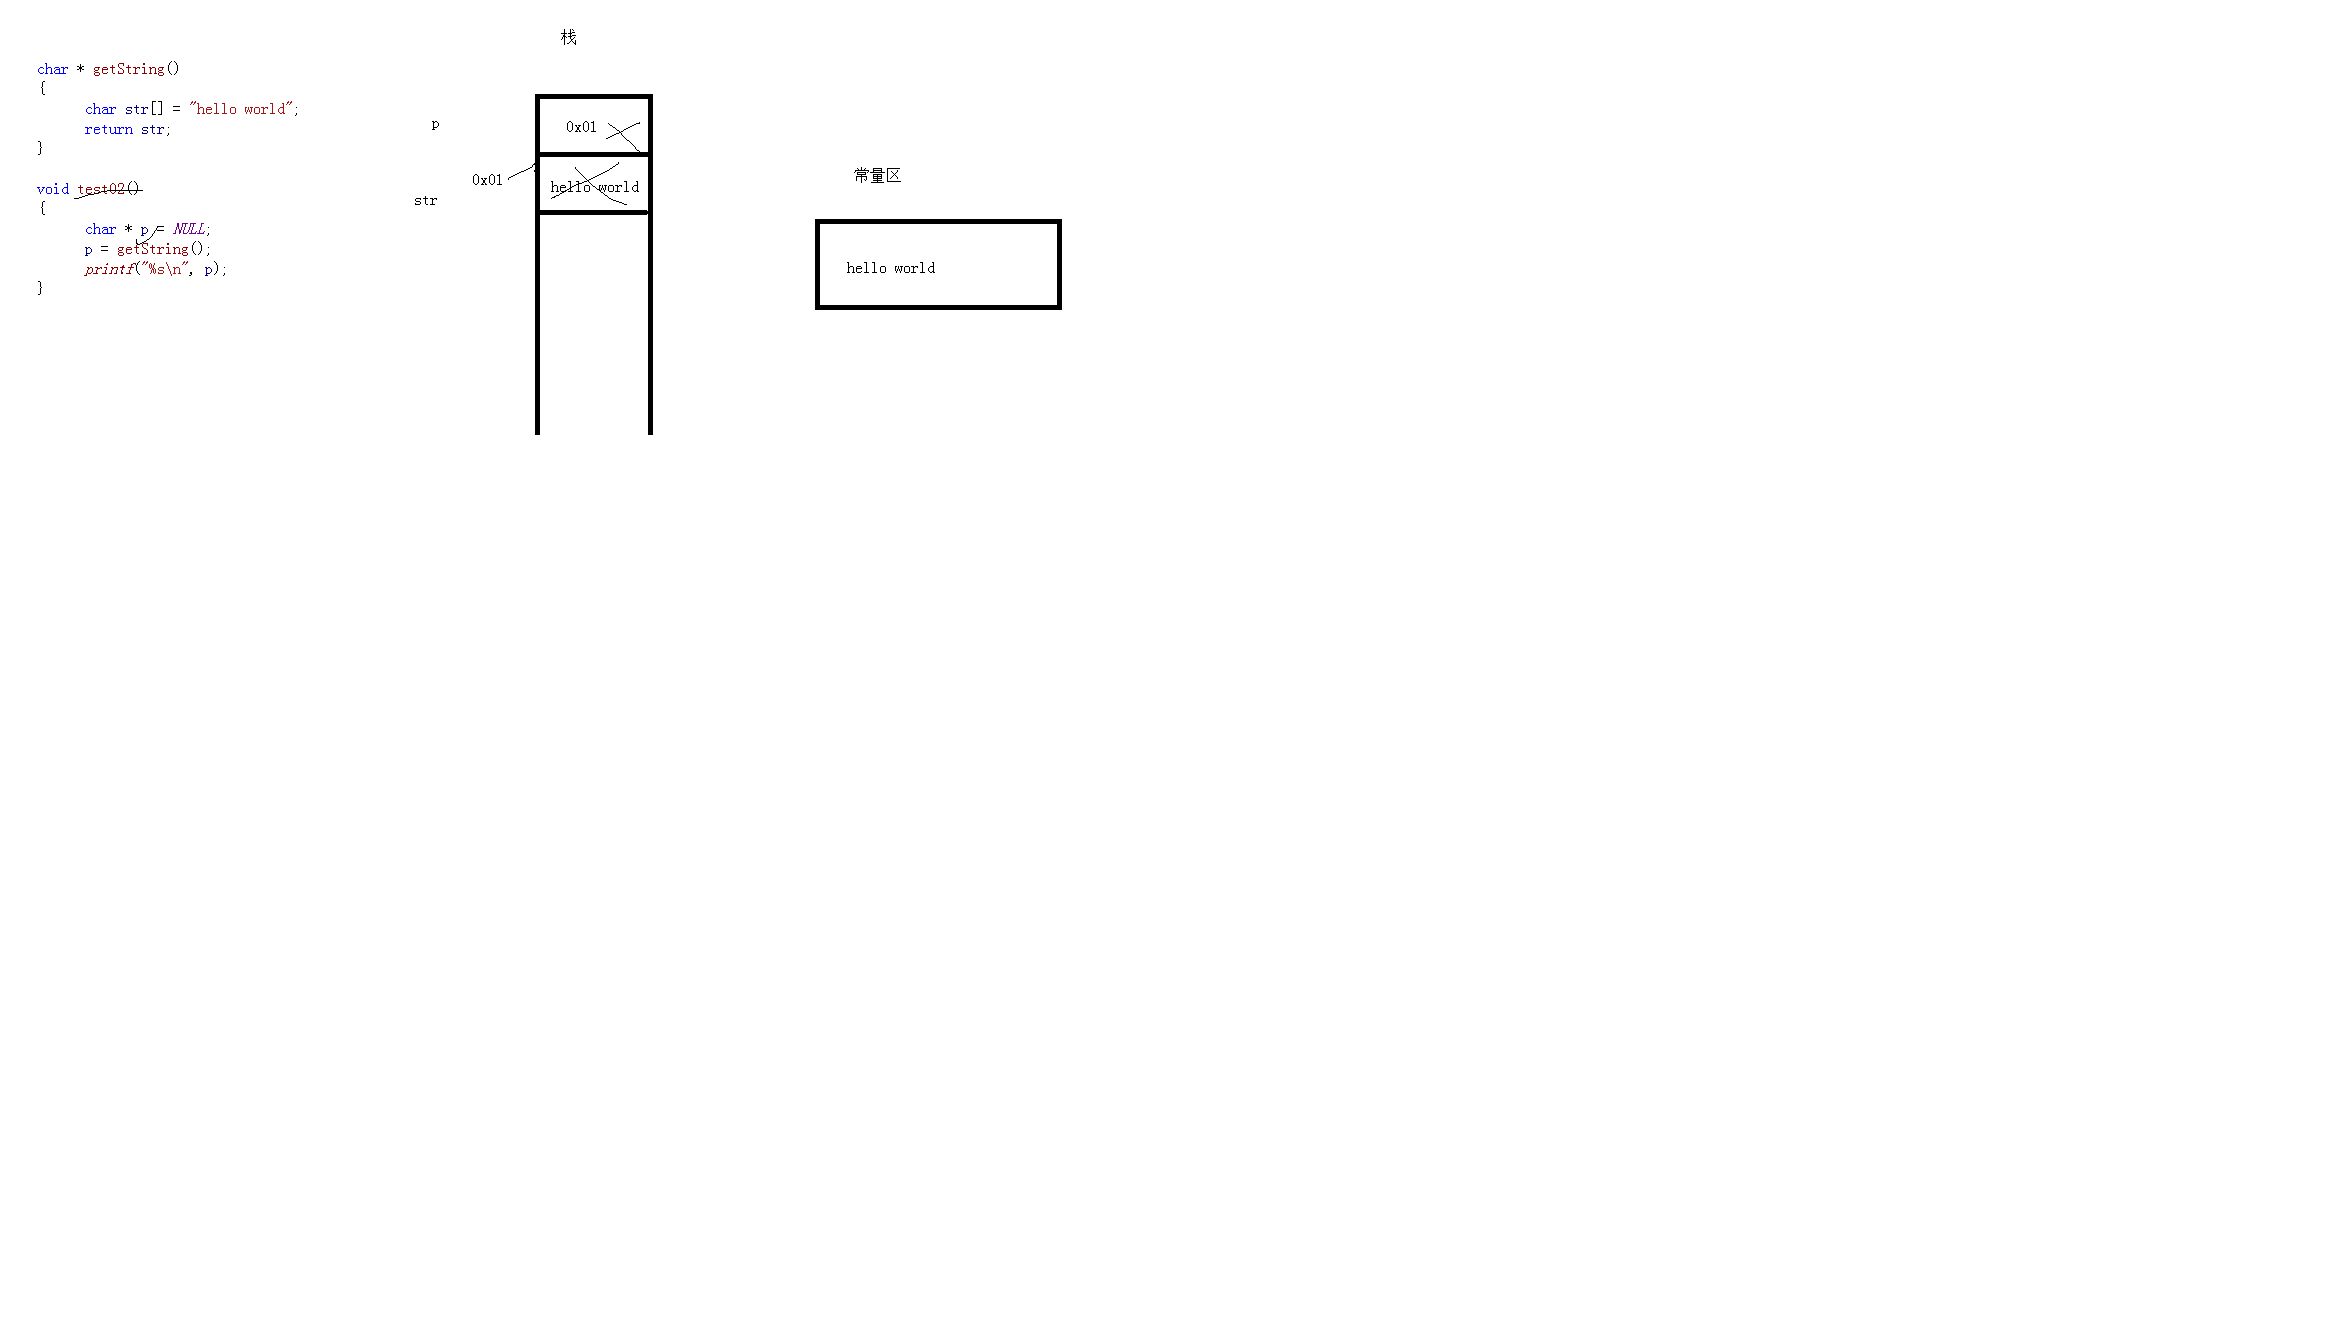 栈
char * getString()
{
char str[] = "hello world";
return str;
}
void test02()
{
char * p = NULL;
p = getString();
printf("%s\n", p);
}
p
0x01
0x01
str
hello world
常量区
hello world